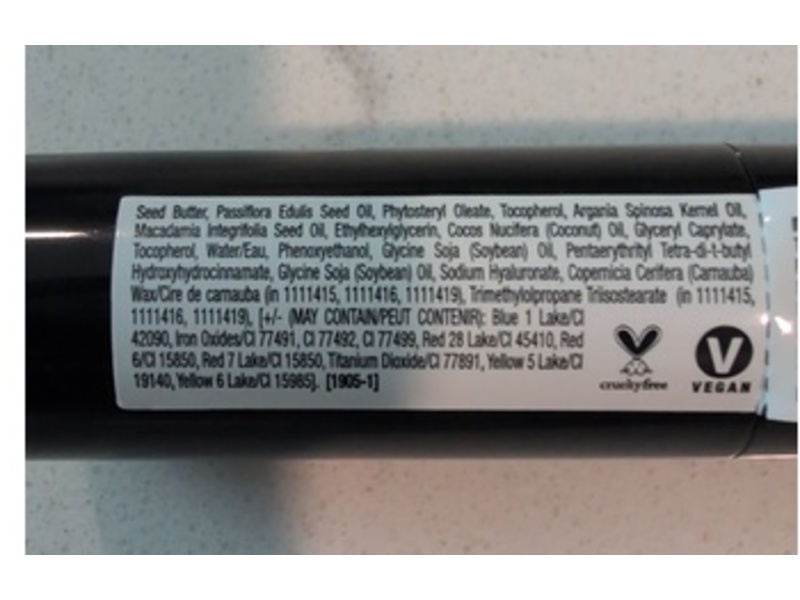 Seed Butter, Passiflora Edulis Seed Oil, Phytosteryl Oleate, Tocopherol, Argania Spinosa Kernel Oil,
Macadamia Integrifolia Seed Oil, Ethylhexylglycerin, Cocos Nucifera (Coconut) Oil, Glyceryl Caprylate,
Tocopherol, Water/Eau, Phenoxyethanol, Glycine Soja (Soybean) Oil, Pentaerythrityl Tetra-di-t-butyl
Hydroxyhydrocinnamate, Glycine Soja (Soybean) Oil, Sodium Hyaluronate, Copernicia Cerifera (Carnauba)
Wax/Cire de carnauba (in 1111415, 1111416, 1111419), Trimethylolpropane Triisostearate (in 1111415,
1111416, 1111419), [+/- (MAY CONTAIN/PEUT CONTENIR): Blue 1 Lake/CI
42090, Iron Oxides/CI 77491, CI 77492, CI 77499, Red 28 Lake/CI 45410, Red
6/CI 15850, Red 7 Lake/CI 15850, Titanium Dioxide/CI 77891, Yellow 5 Lake/CI
19140, Yellow 6 Lake/CI 15985]. [1905-1]
crueltyfree
V
VEGAN